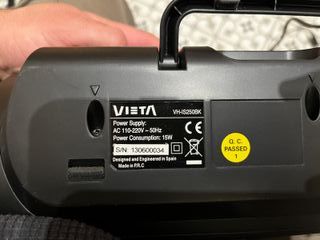 VIETA VH-IS250BK
Power Supply:
AC 110-220V ~ 50Hz
Power Consumption: 15W
S/N: 130600034
Designed and Engineered in Spain
Made in P.R.C
Q. C.
PASSED
1